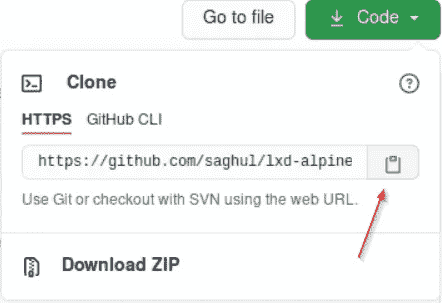 Go to file
Code
Clone
HTTPS GitHub CLI
https://github.com/saghul/lxd-alpine
Use Git or checkout with SVN using the web URL.
Download ZIP